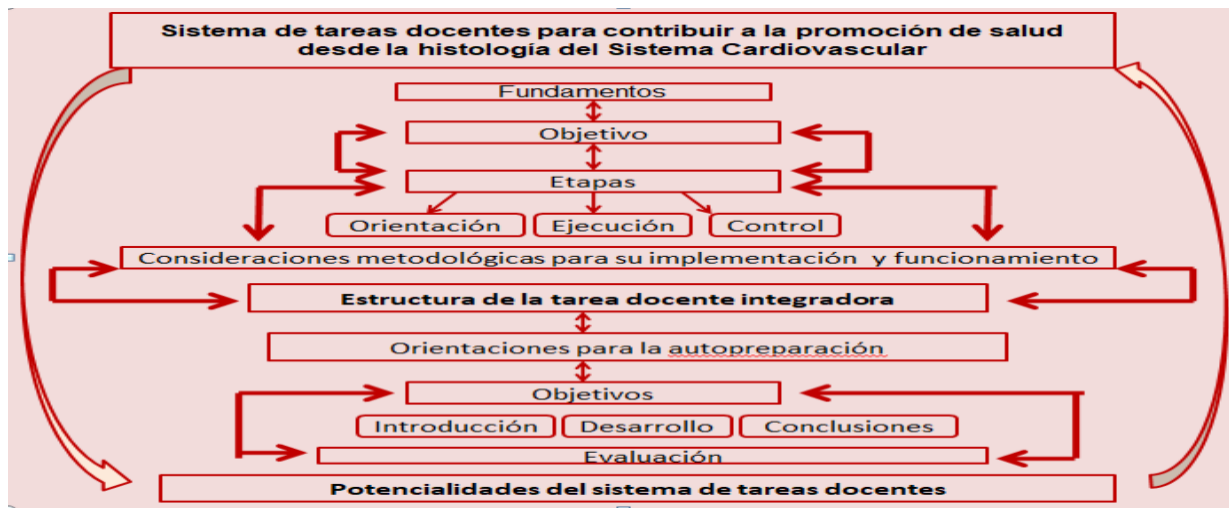 Sistema de tareas docentes para contribuir a la promoción de salud
desde la histología del Sistema Cardiovascular
Fundamentos
Objetivo
Etapas
Orientación Ejecución Control
Consideraciones metodológicas para su implementación y funcionamiento
Estructura de la tarea docente integradora
Orientaciones para la autopreparación
Objetivos
Introducción Desarrollo Conclusiones
Evaluación
Potencialidades del sistema de tareas docentes